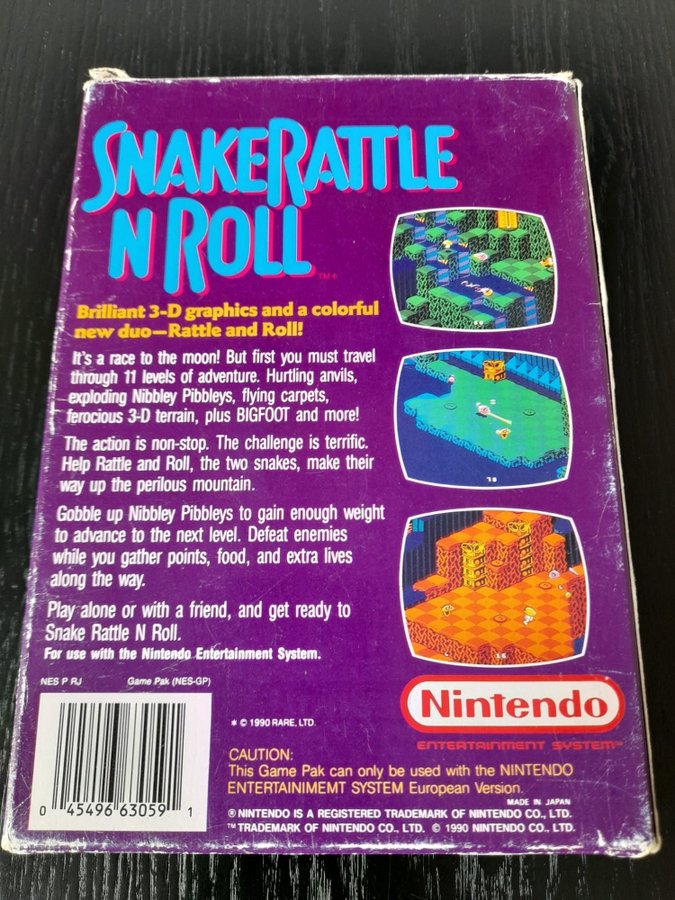 SNAKE RATTLE
N ROLL
TM*
Brilliant 3-D graphics and a colorful
new duo—Rattle and Roll!
It's a race to the moon! But first you must travel
through 11 levels of adventure. Hurtling anvils,
exploding Nibbley Pibbleys, flying carpets,
ferocious 3-D terrain, plus BIGFOOT and more!
The action is non-stop. The challenge is terrific.
Help Rattle and Roll, the two snakes, make their
way up the perilous mountain.
Gobble up Nibbley Pibbleys to gain enough weight
to advance to the next level. Defeat enemies
while you gather points, food, and extra lives
along the way.
Play alone or with a friend, and get ready to
Snake Rattle N Roll.
For use with the Nintendo Entertainment System.
NES P RJ Game Pak (NES-GP)
* © 1990 RARE, LTD.
Nintendo
ENTERTAINMENT SYSTEM™
CAUTION:
This Game Pak can only be used with the NINTENDO
ENTERTAINIMEMT SYSTEM European Version.
MADE IN JAPAN
® NINTENDO IS A REGISTERED TRADEMARK OF NINTENDO CO., LTD.
™ TRADEMARK OF NINTENDO CO., LTD. © 1990 NINTENDO CO., LTD.
0 45496 63059 1